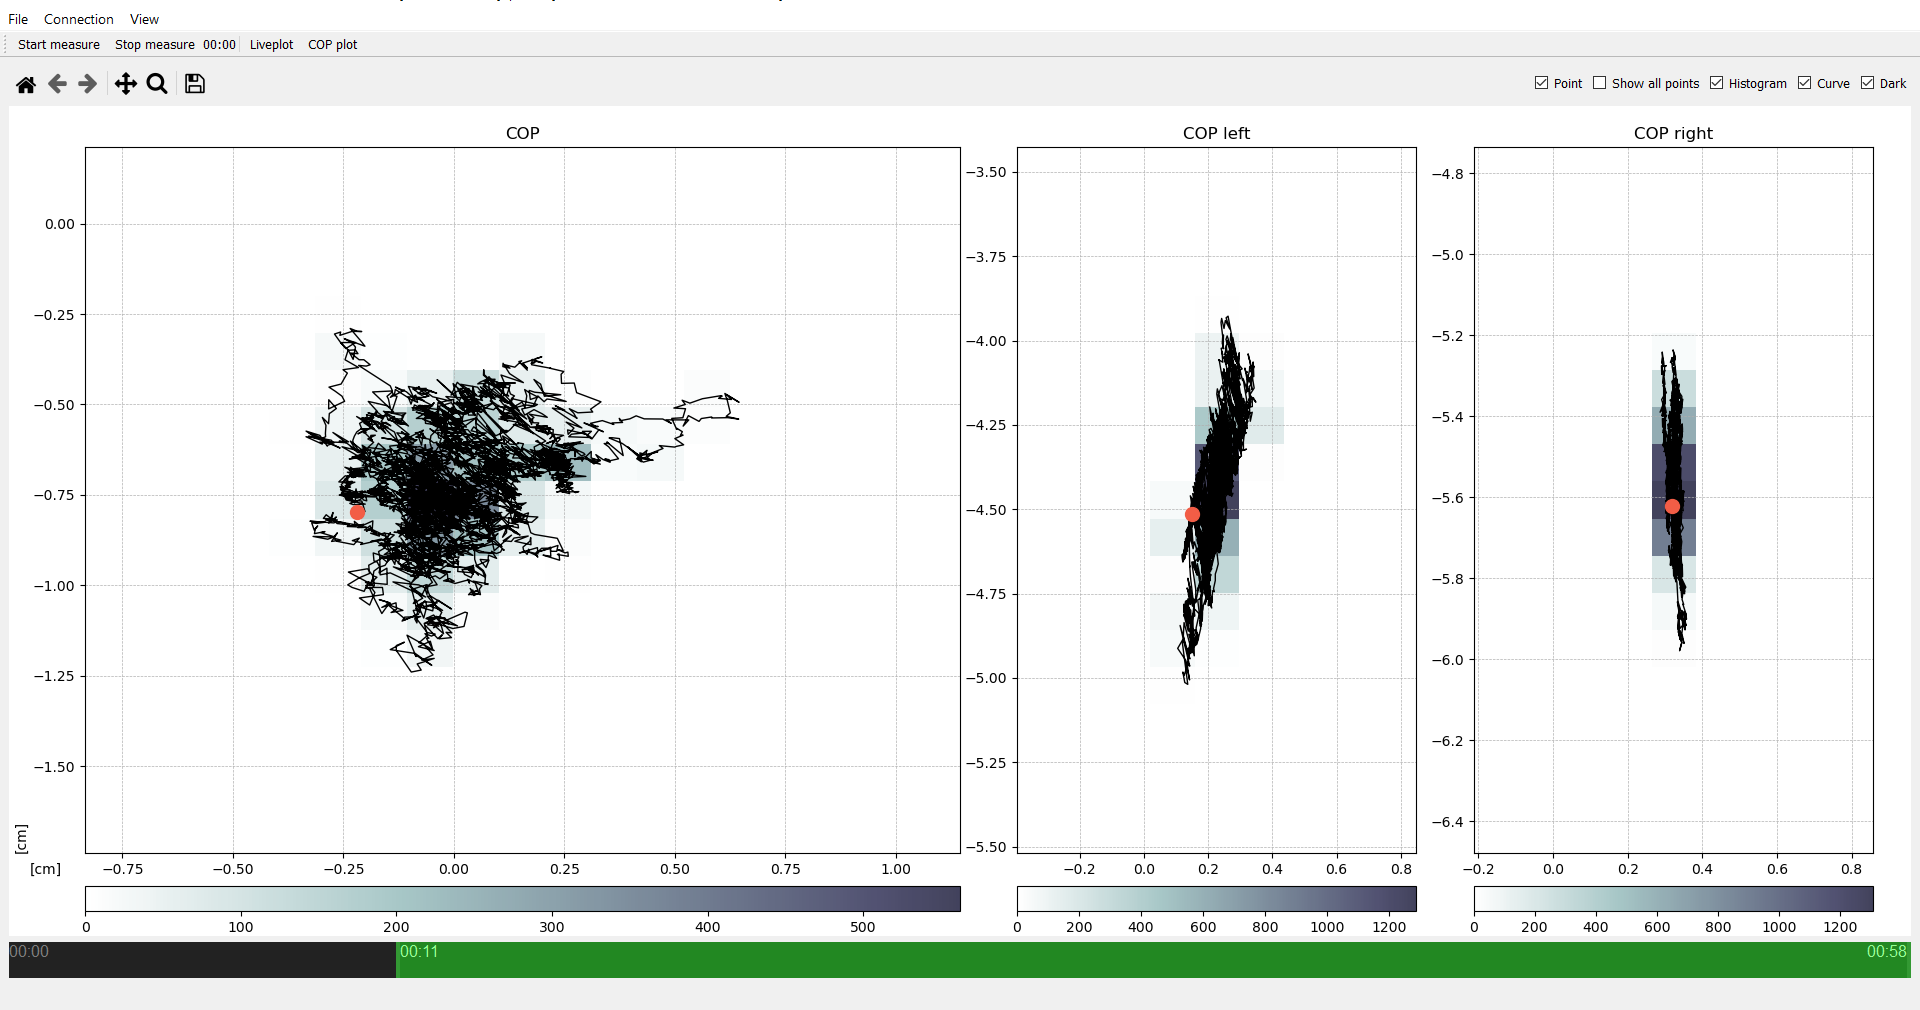 File Connection View
Start measure Stop measure 00:00 Liveplot COP plot
Point Show all points Histogram Curve Dark
COP
0.00
−0.25
−0.50
−0.75
−1.00
−1.25
−1.50
[cm]
[cm]
−0.75 −0.50 −0.25 0.00 0.25 0.50 0.75 1.00
0 100 200 300 400 500
COP left
−3.50
−3.75
−4.00
−4.25
−4.50
−4.75
−5.00
−5.25
−5.50
−0.2 0.0 0.2 0.4 0.6 0.8
0 200 400 600 800 1000 1200
COP right
−4.8
−5.0
−5.2
−5.4
−5.6
−5.8
−6.0
−6.2
−6.4
−0.2 0.0 0.2 0.4 0.6 0.8
0 200 400 600 800 1000 1200
00:00 00:11 00:58